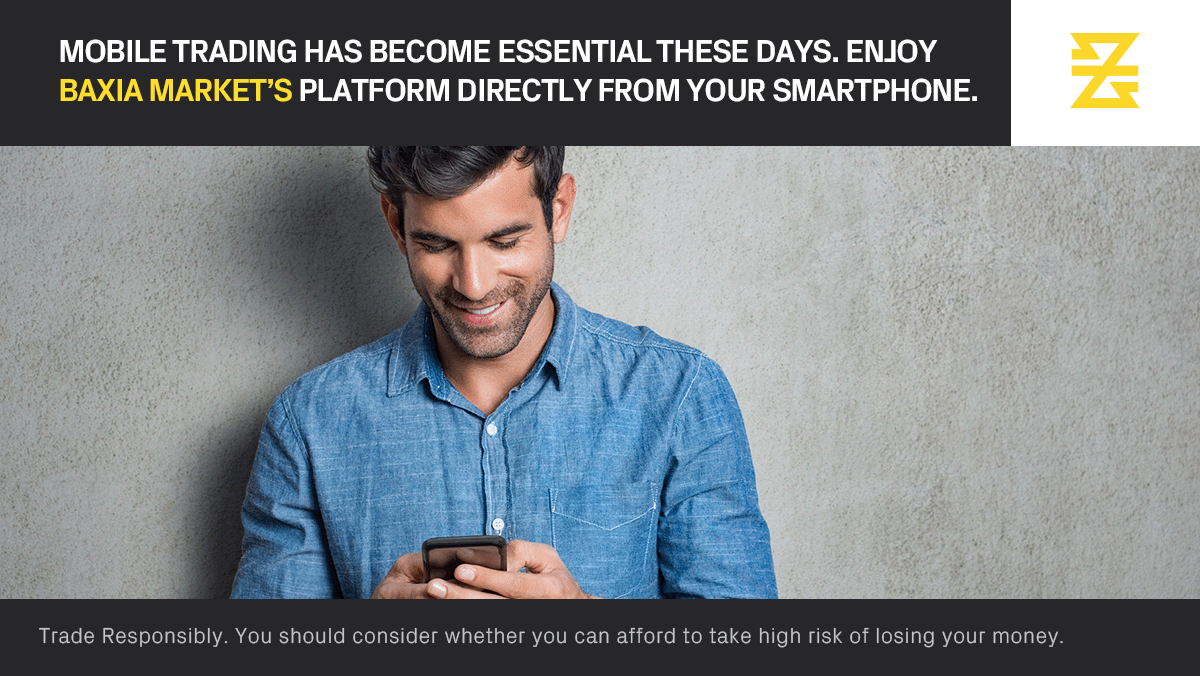 MOBILE TRADING HAS BECOME ESSENTIAL THESE DAYS. ENJOY
BAXIA MARKET'S PLATFORM DIRECTLY FROM YOUR SMARTPHONE.
Trade Responsibly. You should consider whether you can afford to take high risk of losing your money.